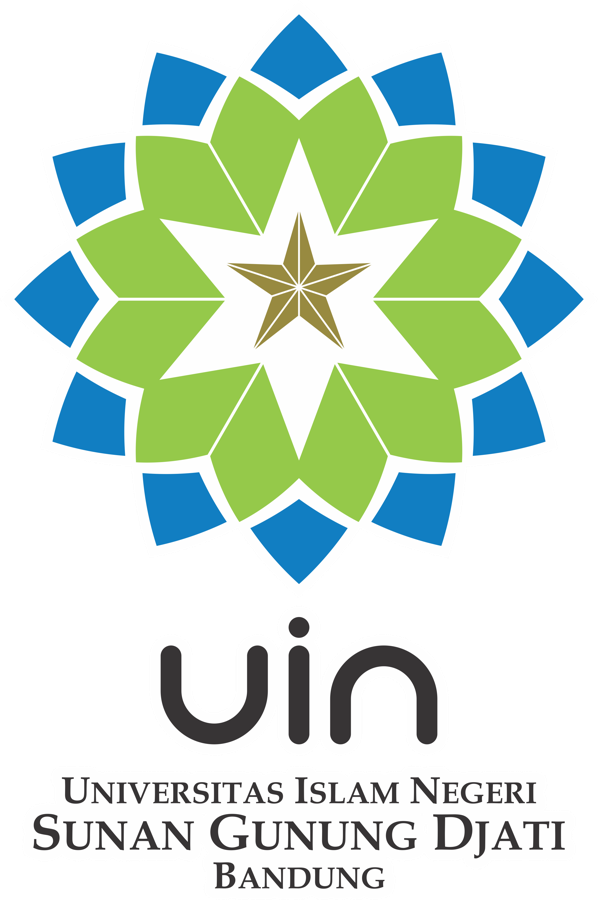 uin
Universitas Islam Negeri
Sunan Gunung Djati
Bandung